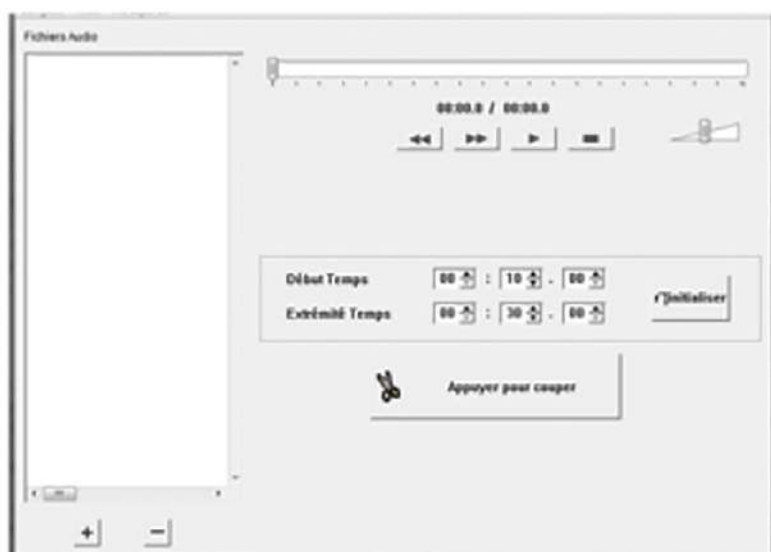 Fichiers Audio
00:00.0 / 00:00.0
Début Temps 00 : 10 . 00
Extrémité Temps 00 : 30 . 00
Initialiser
Appuyer pour couper
+ −